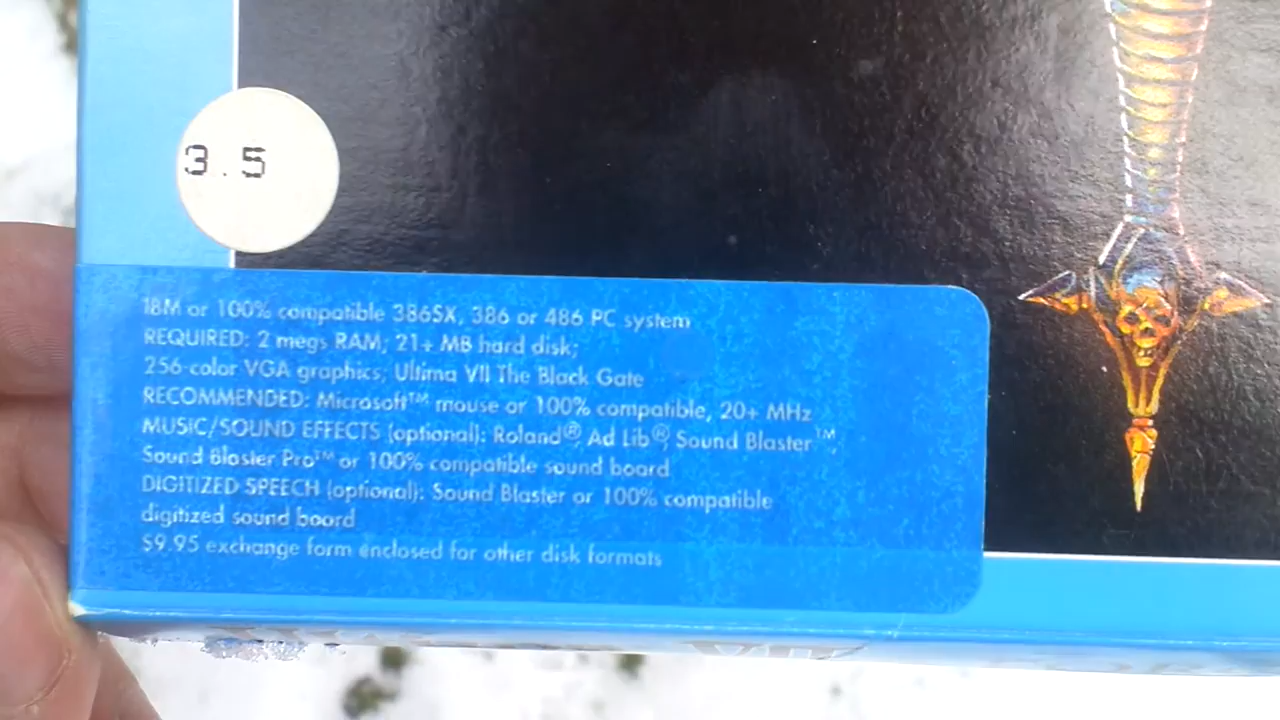 3.5
IBM or 100% compatible 386SX, 386 or 486 PC system
REQUIRED: 2 megs RAM; 21+ MB hard disk;
256-color VGA graphics; Ultima VII The Black Gate
RECOMMENDED: Microsoft™ mouse or 100% compatible, 20+ MHz
MUSIC/SOUND EFFECTS (optional): Roland®, Ad Lib®, Sound Blaster™,
Sound Blaster Pro™ or 100% compatible sound board
DIGITIZED SPEECH (optional): Sound Blaster or 100% compatible
digitized sound board
$9.95 exchange form enclosed for other disk formats